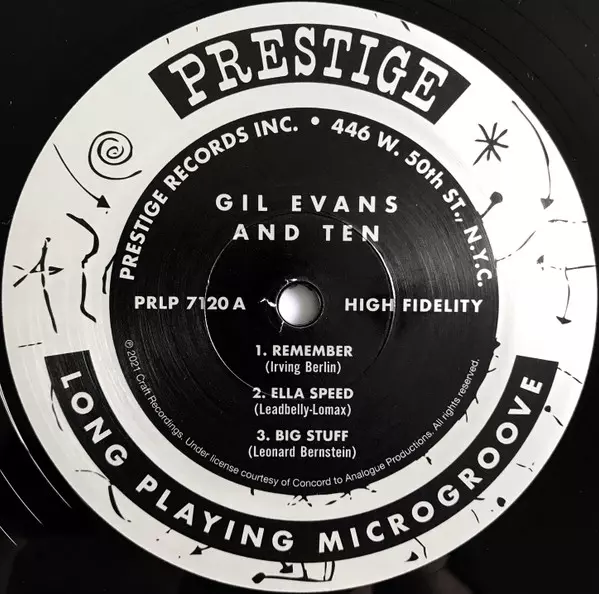 PRESTIGE
PRESTIGE RECORDS INC. • 446 W. 50th ST., N.Y.C.
GIL EVANS
AND TEN
PRLP 7120 A
HIGH FIDELITY
1. REMEMBER
(Irving Berlin)
2. ELLA SPEED
(Leadbelly-Lomax)
3. BIG STUFF
(Leonard Bernstein)
℗ 2021 Craft Recordings. Under license courtesy of Concord to Analogue Productions. All rights reserved.
LONG PLAYING MICROGROOVE